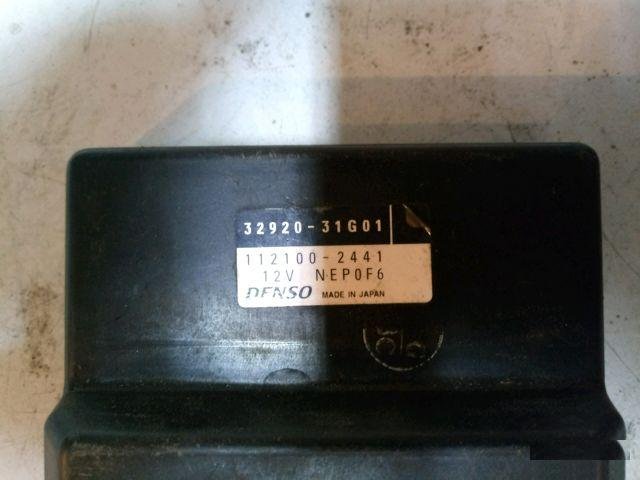 32920-31G01
112100-2441
12V NEP0F6
DENSO MADE IN JAPAN